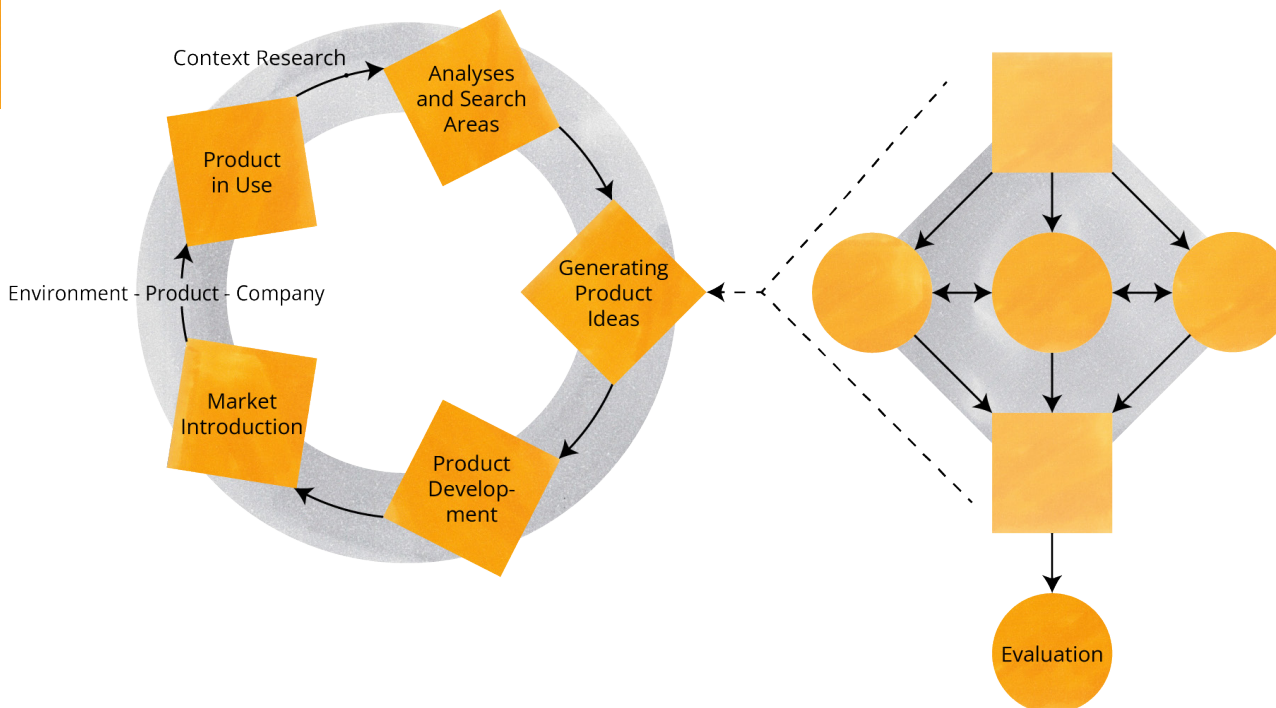 Context Research
Analyses
and Search
Areas
Product
in Use
Generating
Product
Ideas
Environment - Product - Company
Market
Introduction
Product
Develop-
ment
Evaluation